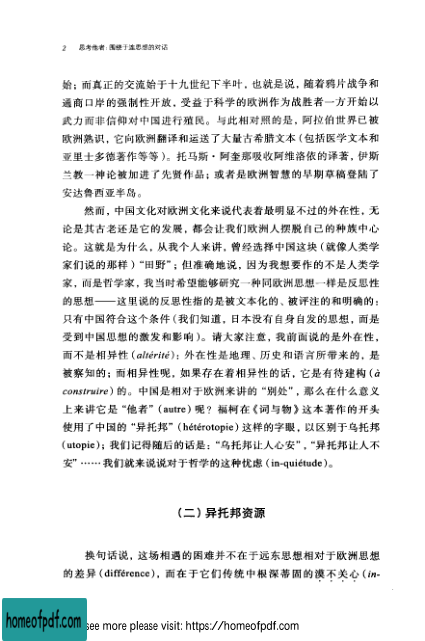 2 思考他者:围绕于连思想的对话
始;而真正的交流始于十九世纪下半叶,也就是说,随着鸦片战争和
通商口岸的强制性开放,受益于科学的欧洲作为战胜者一方开始以
武力而非信仰对中国进行殖民。与此相对照的是,阿拉伯世界已被
欧洲熟识,它向欧洲翻译和运送了大量古希腊文本(包括医学文本和
亚里士多德著作等等)。托马斯·阿奎那吸收阿维洛依的译著,伊斯
兰教一神论被加进了先贤作品;或者是欧洲智慧的早期草稿登陆了
安达鲁西亚半岛。
然而,中国文化对欧洲文化来说代表着最明显不过的外在性,无
论是其古老还是它的发展,都会让我们欧洲人摆脱自己的种族中心
论。这就是为什么,从我个人来讲,曾经选择中国这块(就像人类学
家们说的那样)“田野”;但准确地说,因为我想要作的不是人类学
家,而是哲学家,我当时希望能够研究一种同欧洲思想一样是反思性
的思想——这里说的反思性指的是被文本化的、被评注的和明确的:
只有中国符合这个条件(我们知道,日本没有自身自发的思想,而是
受到中国思想的激发和影响)。请大家注意,我前面说的是外在性,
而不是相异性(altérité):外在性是地理、历史和语言所带来的,是
被察知的;而相异性呢,如果存在着相异性的话,它是有待建构(à
construire)的。中国是相对于欧洲来讲的“别处”,那么在什么意义
上来讲它是“他者”(autre)呢?福柯在《词与物》这本著作的开头
使用了中国的“异托邦”(hétérotopie)这样的字眼,以区别于乌托邦
(utopie);我们记得随后的话是:“乌托邦让人心安”,“异托邦让人不
安”……我们就来说说对于哲学的这种忧虑(in-quiétude)。
(二)异托邦资源
换句话说,这场相遇的困难并不在于远东思想相对于欧洲思想
的差异(différence),而在于它们传统中根深蒂固的漠不关心(in-
homeofpdf.com
see more please visit: https://homeofpdf.com